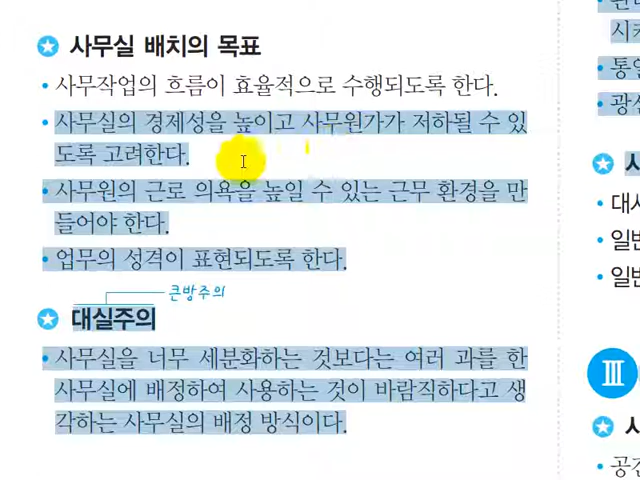 사무실 배치의 목표
• 사무작업의 흐름이 효율적으로 수행되도록 한다.
• 사무실의 경제성을 높이고 사무원가가 저하될 수 있
도록 고려한다.
• 사무원의 근로 의욕을 높일 수 있는 근무 환경을 만
들어야 한다.
• 업무의 성격이 표현되도록 한다.
큰방주의
대실주의
• 사무실을 너무 세분화하는 것보다는 여러 과를 한
사무실에 배정하여 사용하는 것이 바람직하다고 생
각하는 사무실의 배정 방식이다.
시켜
• 통일
• 광선
사
• 대사
• 일반
• 일반
Ⅲ
사
• 공간